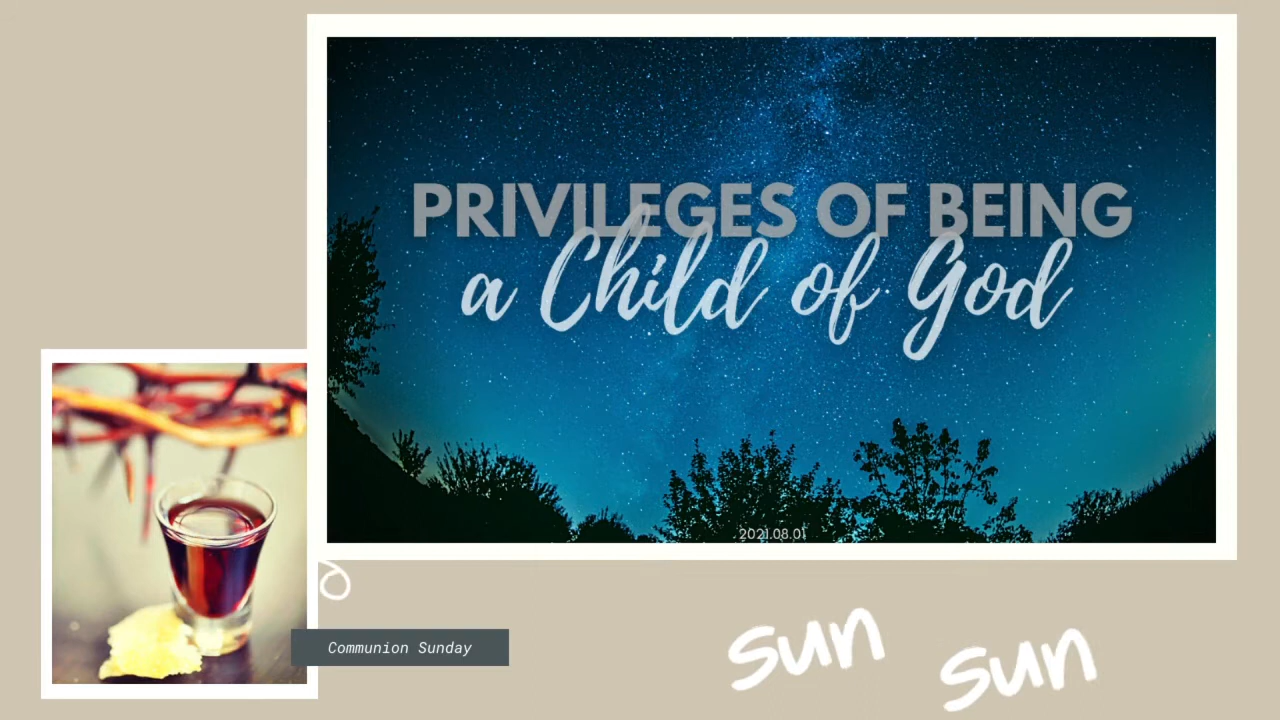 PRIVILEGES OF BEING
a Child of God
2021.08.01
Communion Sunday
sun
sun